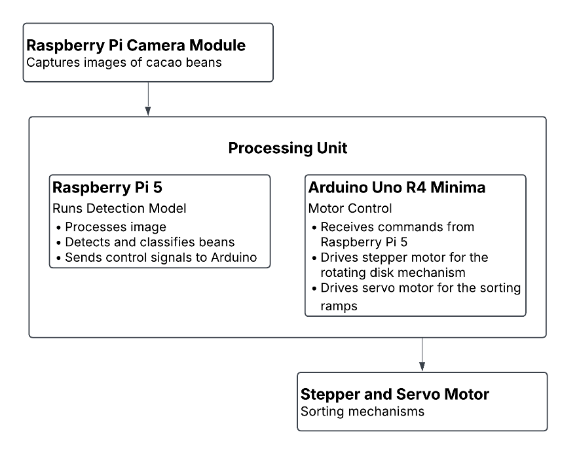 Raspberry Pi Camera Module
Captures images of cacao beans
Processing Unit
Raspberry Pi 5
Runs Detection Model
• Processes image
• Detects and classifies beans
• Sends control signals to Arduino
Arduino Uno R4 Minima
Motor Control
• Receives commands from
Raspberry Pi 5
• Drives stepper motor for the
rotating disk mechanism
• Drives servo motor for the sorting
ramps
Stepper and Servo Motor
Sorting mechanisms